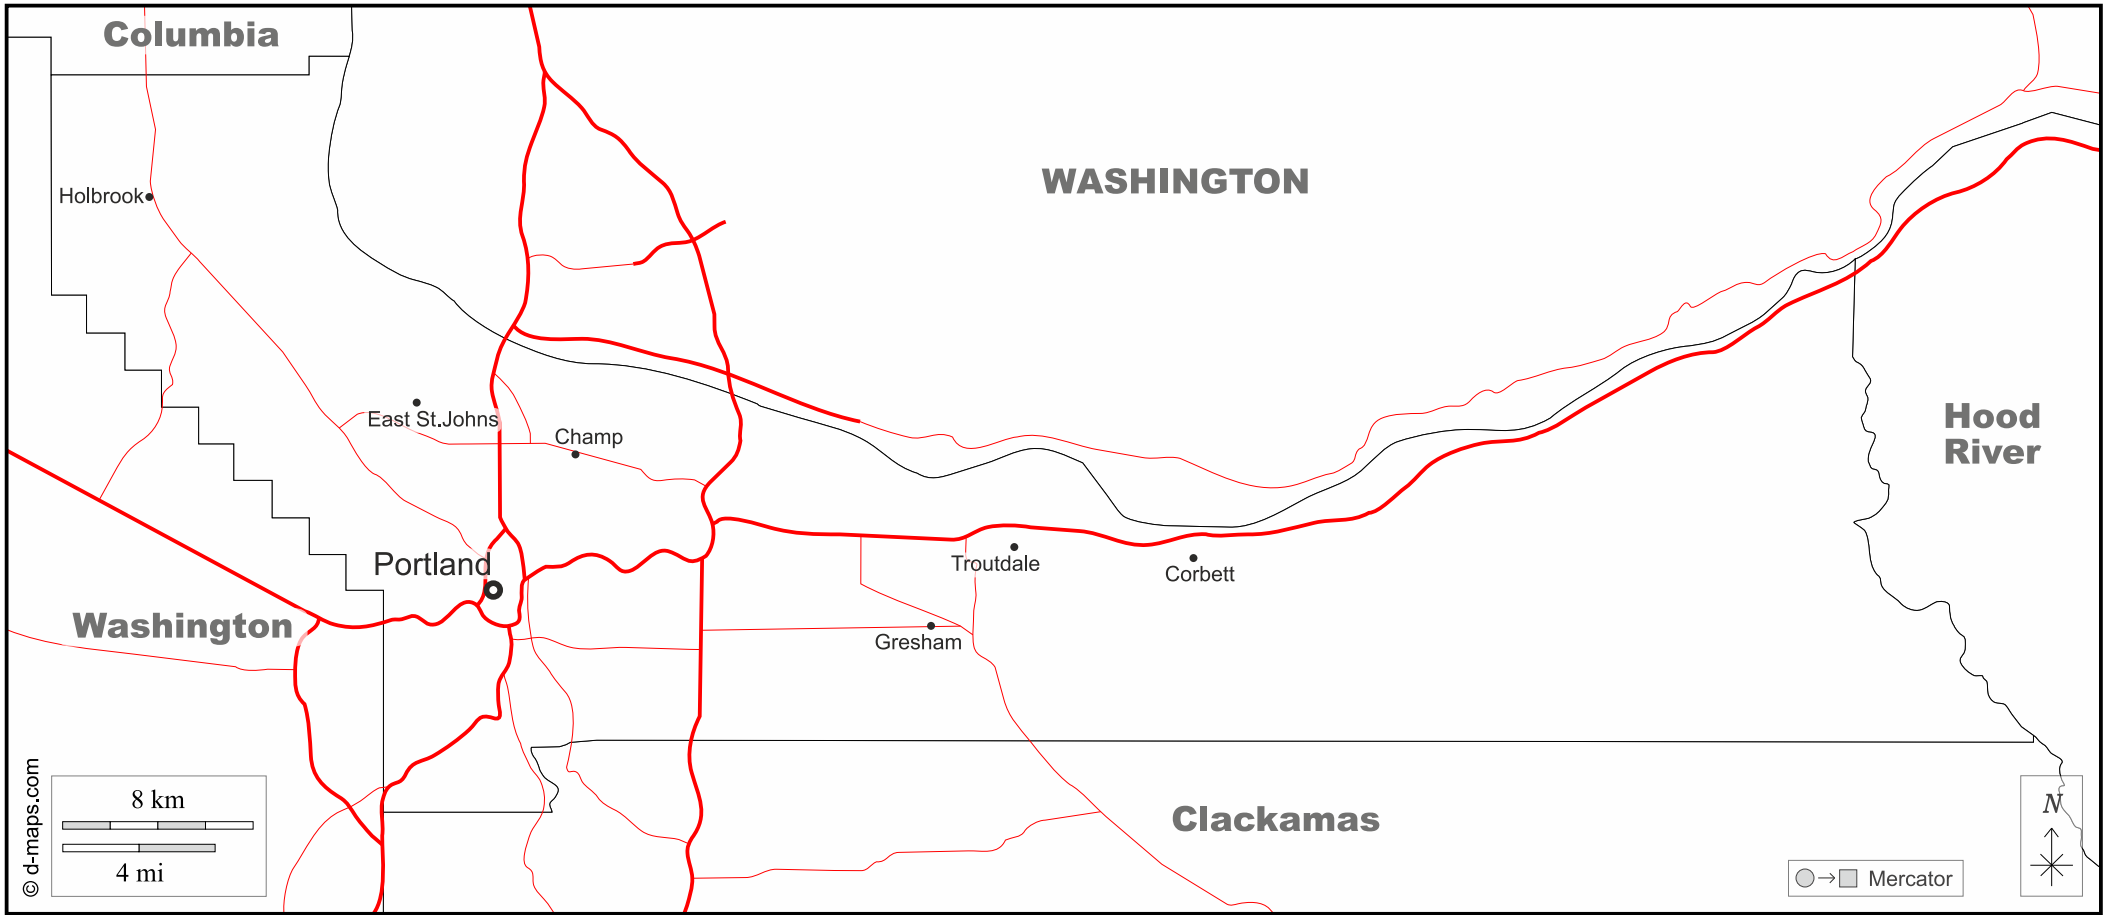 Columbia
WASHINGTON
Holbrook
East St.Johns
Champ
Hood
River
Portland
Troutdale
Corbett
Washington
Gresham
© d-maps.com
8 km
4 mi
Clackamas
N
Mercator